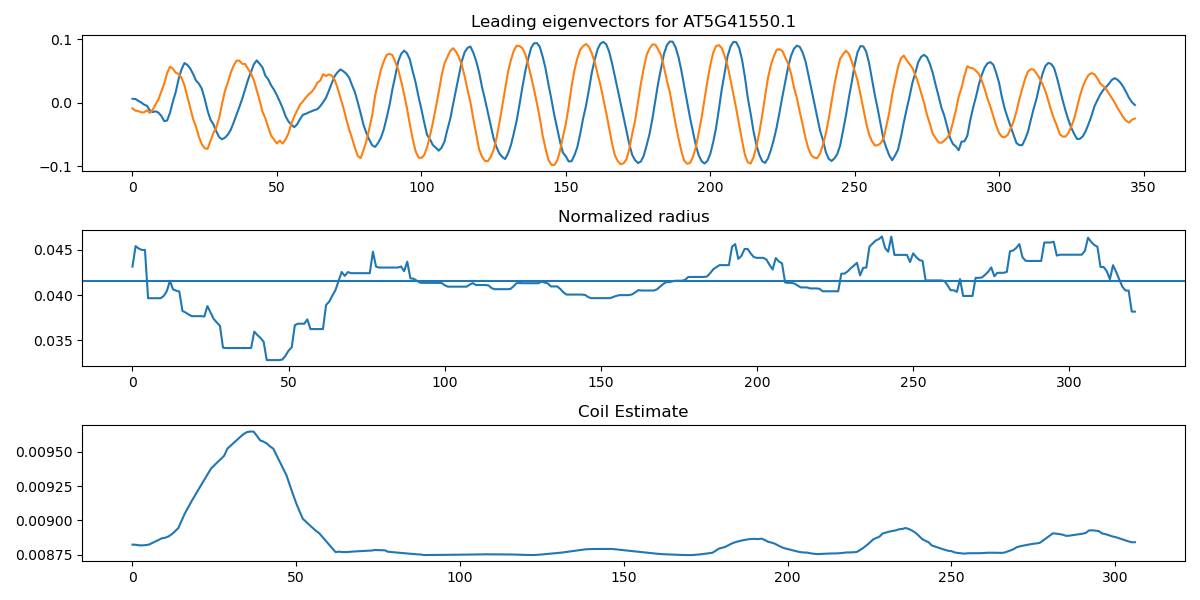 Leading eigenvectors for AT5G41550.1
0.1
0.0
−0.1
0 50 100 150 200 250 300 350
Normalized radius
0.045
0.040
0.035
0 50 100 150 200 250 300
Coil Estimate
0.00950
0.00925
0.00900
0.00875
0 50 100 150 200 250 300